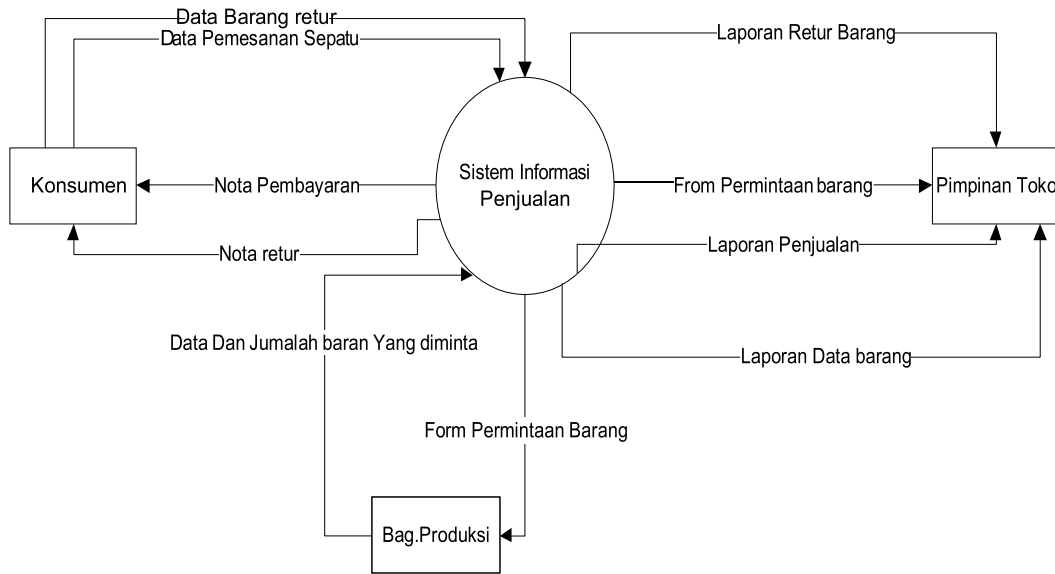 Data Barang retur
Data Pemesanan Sepatu
Laporan Retur Barang
Konsumen
Nota Pembayaran
Sistem Informasi
Penjualan
From Permintaan barang
Pimpinan Toko
Nota retur
Laporan Penjualan
Data Dan Jumalah baran Yang diminta
Laporan Data barang
Form Permintaan Barang
Bag.Produksi